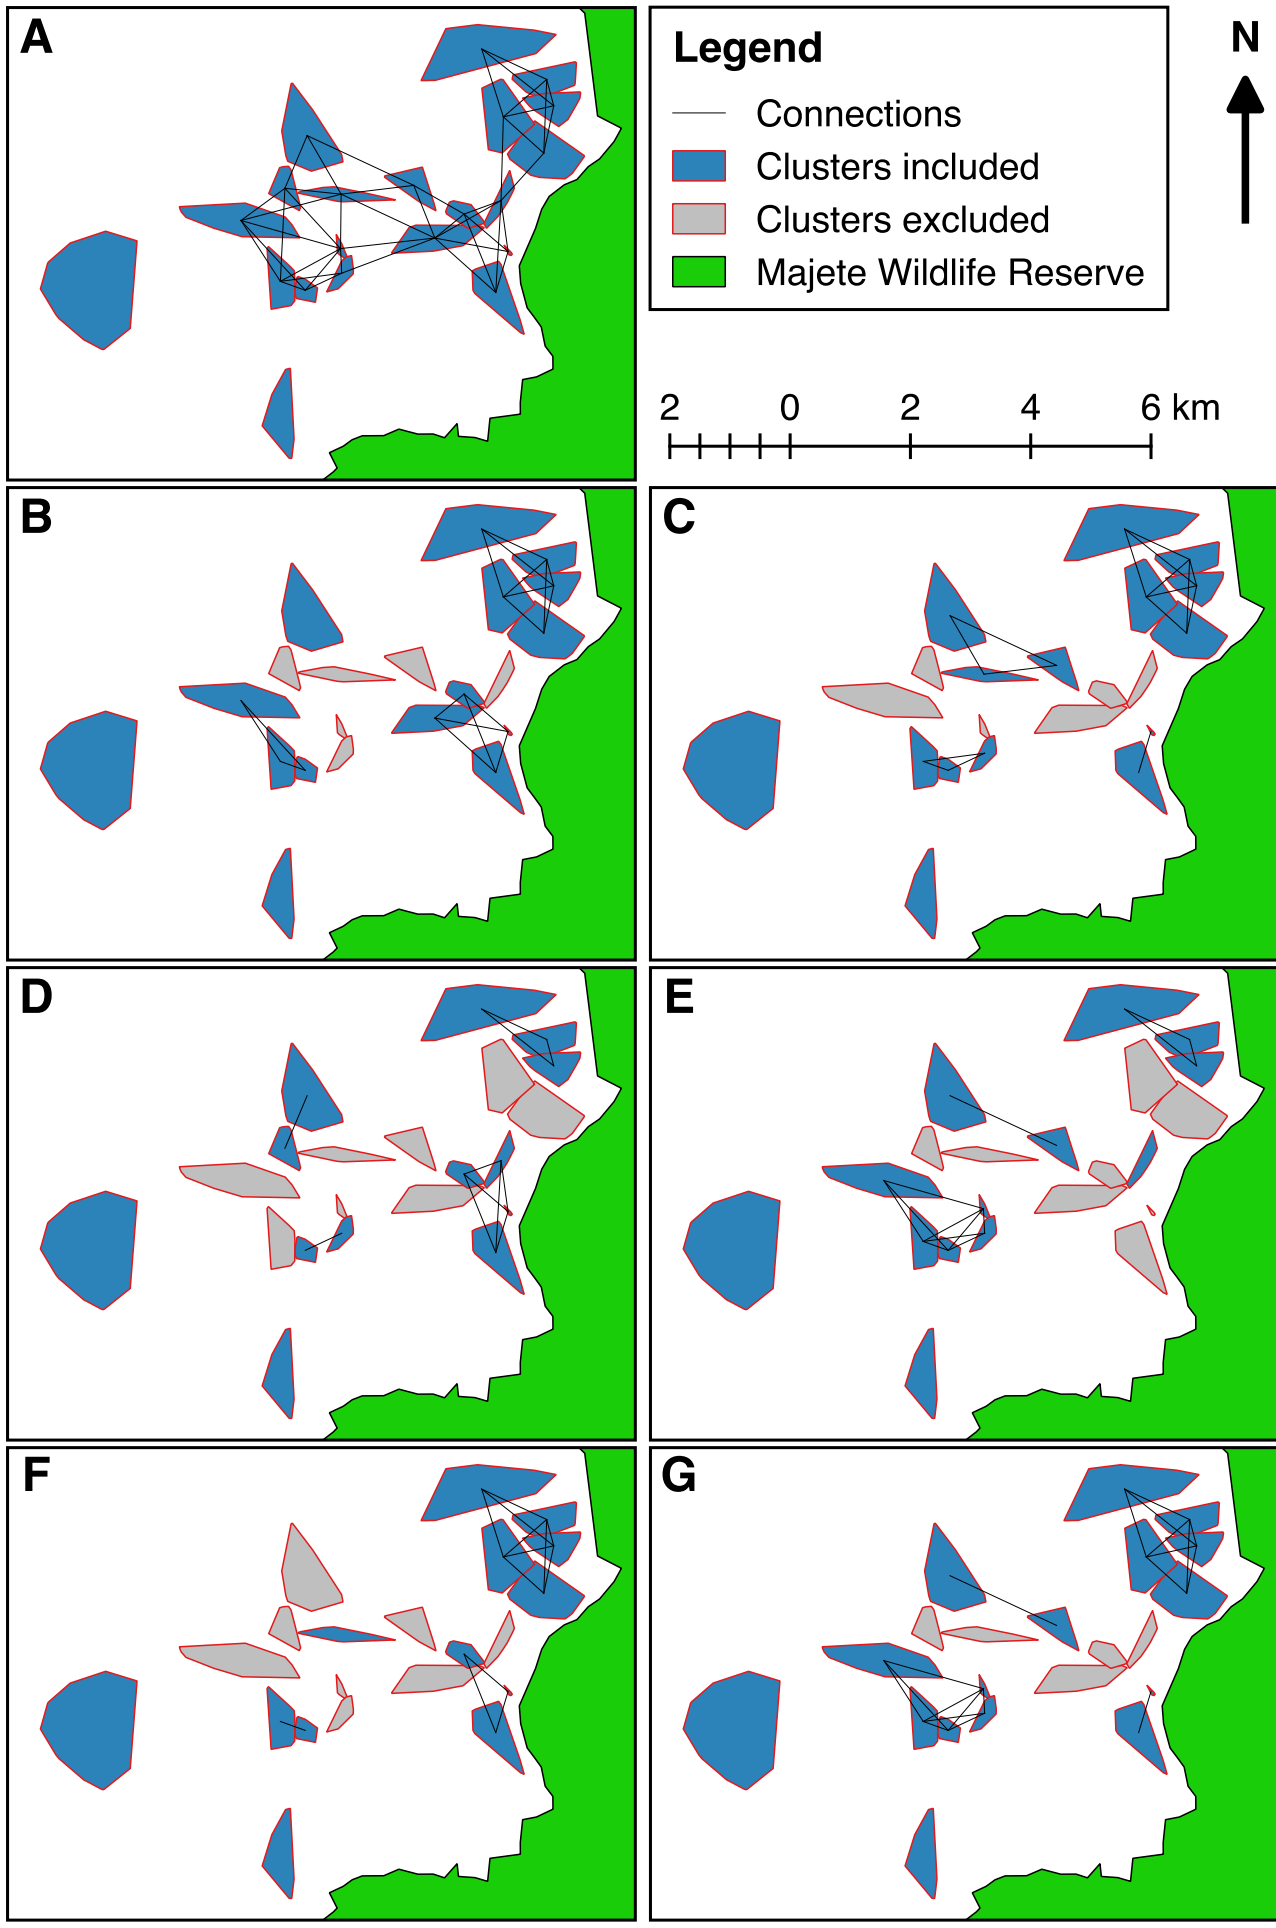 A
Legend
Connections
Clusters included
Clusters excluded
Majete Wildlife Reserve
N
2 0 2 4 6 km
B
C
D
E
F
G